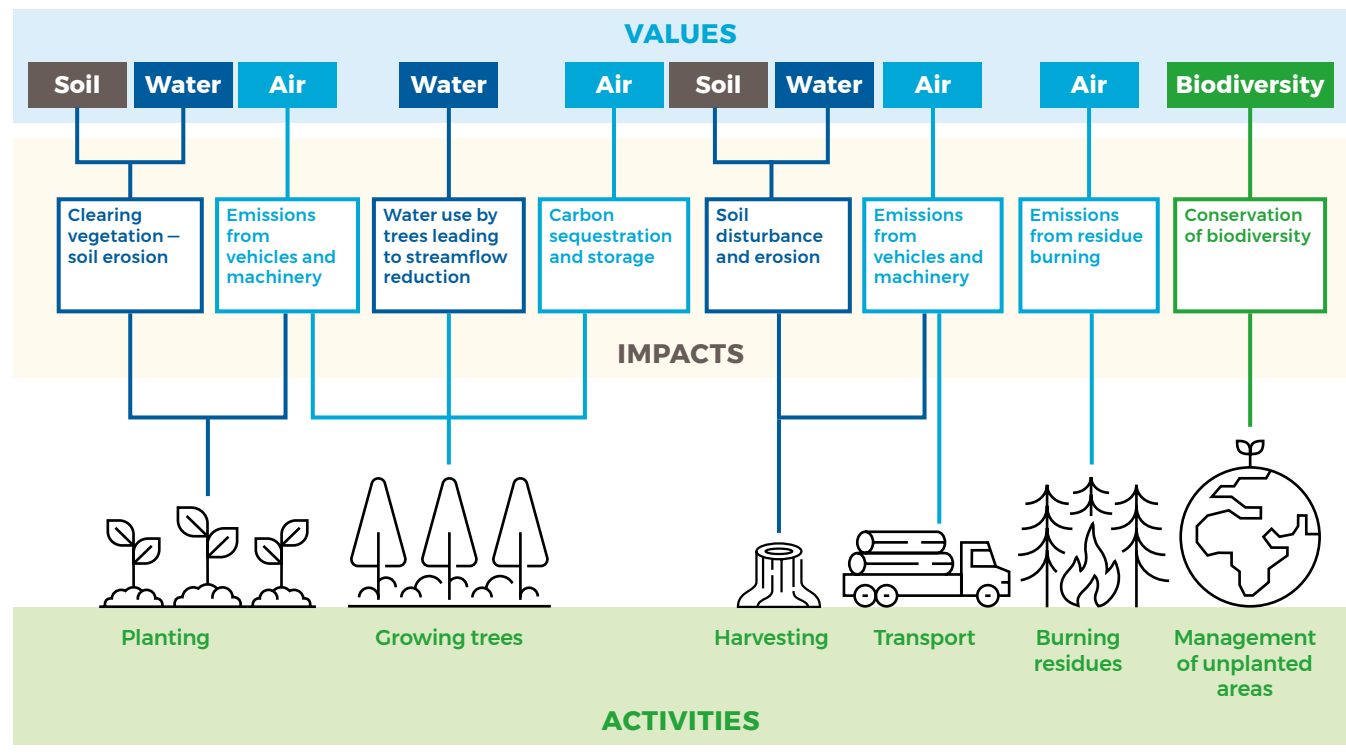 VALUES
Soil
Water
Air
Water
Air
Soil
Water
Air
Air
Biodiversity
Clearing
vegetation —
soil erosion
Emissions
from
vehicles and
machinery
Water use by
trees leading
to streamflow
reduction
Carbon
sequestration
and storage
Soil
disturbance
and erosion
Emissions
from
vehicles and
machinery
Emissions
from residue
burning
Conservation
of biodiversity
IMPACTS
Planting
Growing trees
Harvesting
Transport
Burning
residues
Management
of unplanted
areas
ACTIVITIES